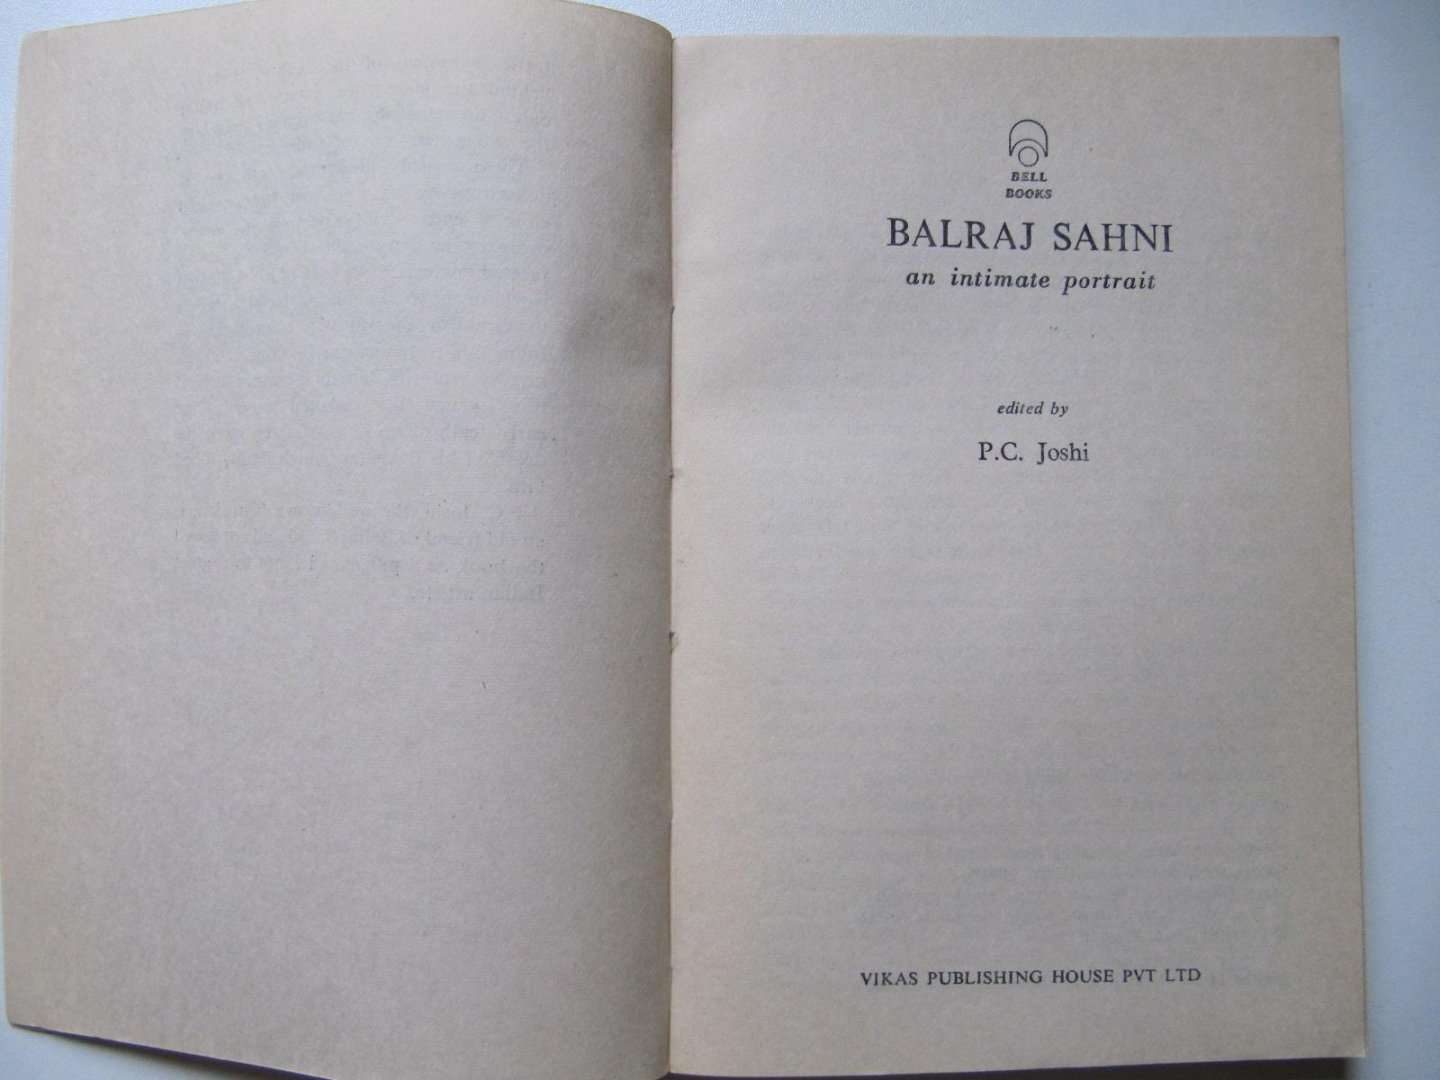 BELL
BOOKS
BALRAJ SAHNI
an intimate portrait
edited by
P.C. Joshi
VIKAS PUBLISHING HOUSE PVT LTD